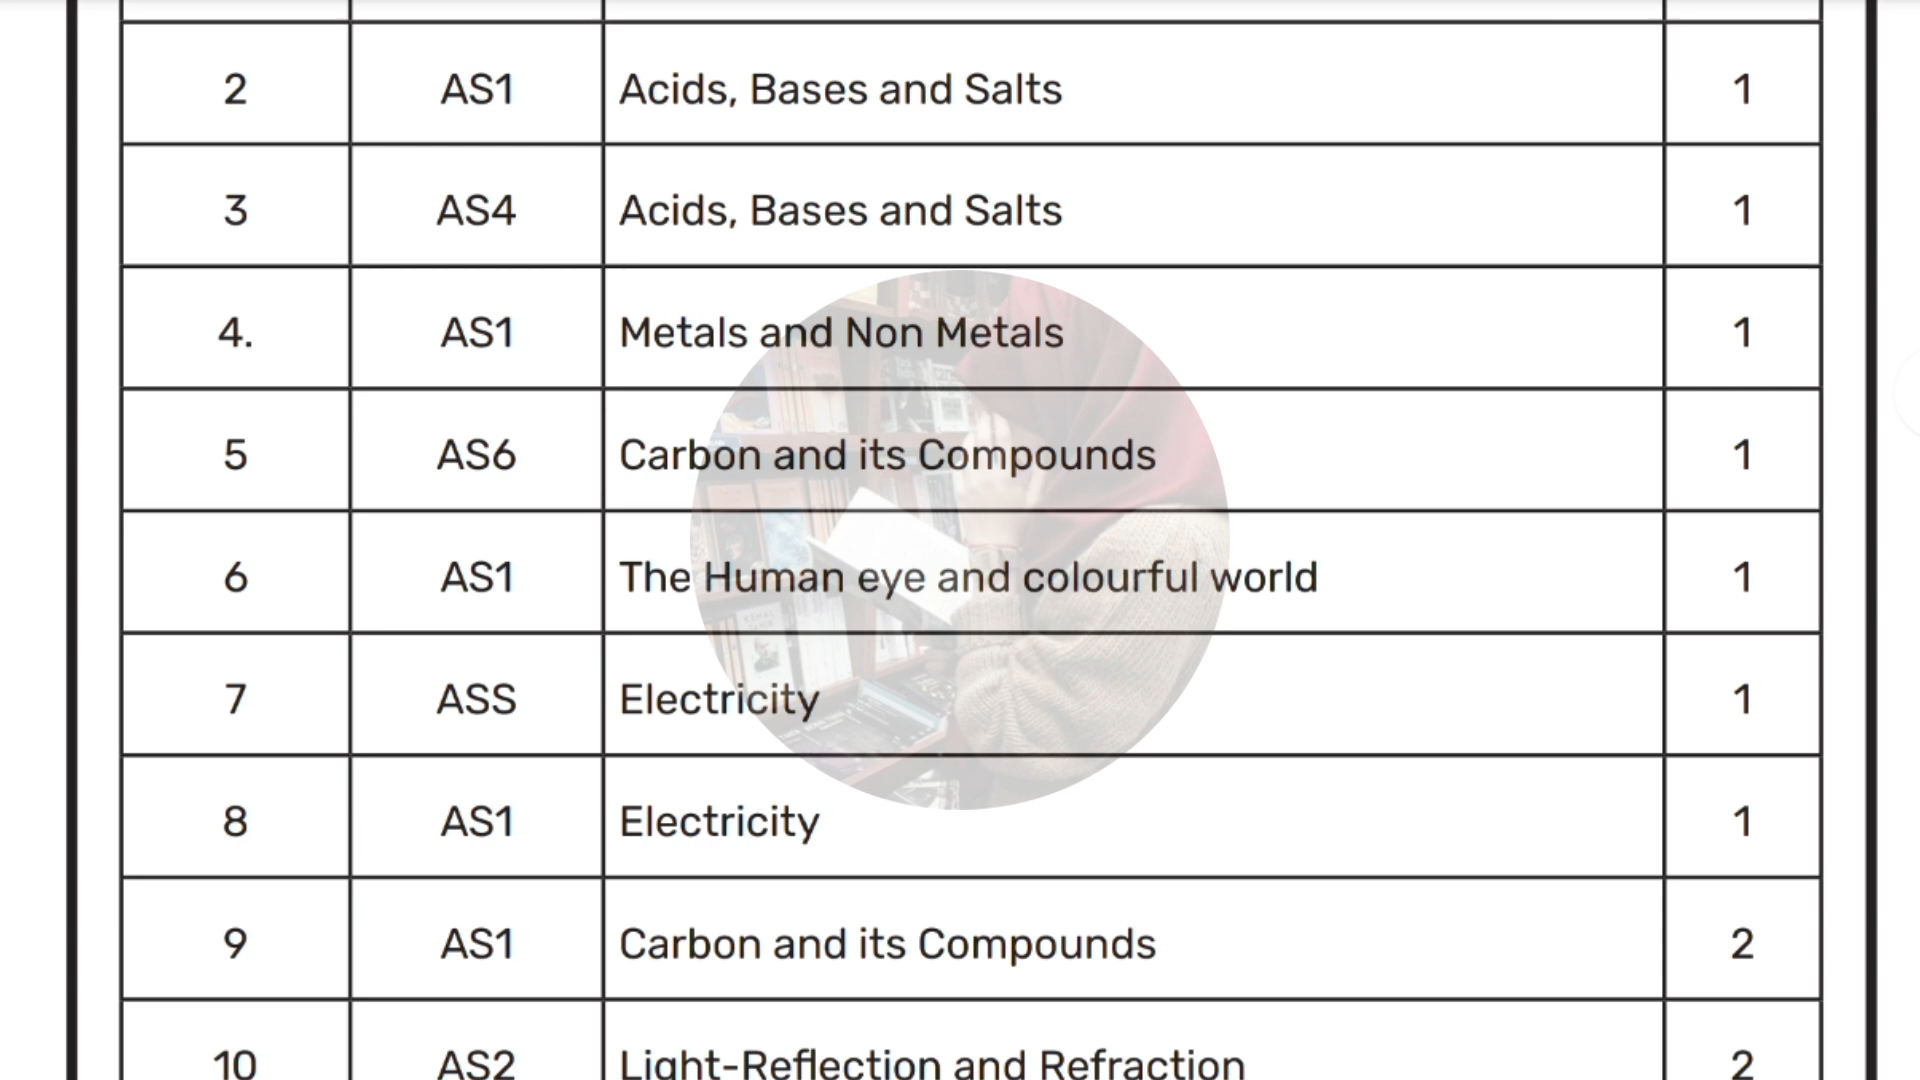 2 AS1 Acids, Bases and Salts 1
3 AS4 Acids, Bases and Salts 1
4. AS1 Metals and Non Metals 1
5 AS6 Carbon and its Compounds 1
6 AS1 The Human eye and colourful world 1
7 ASS Electricity 1
8 AS1 Electricity 1
9 AS1 Carbon and its Compounds 2
10 AS2 Light-Reflection and Refraction 2